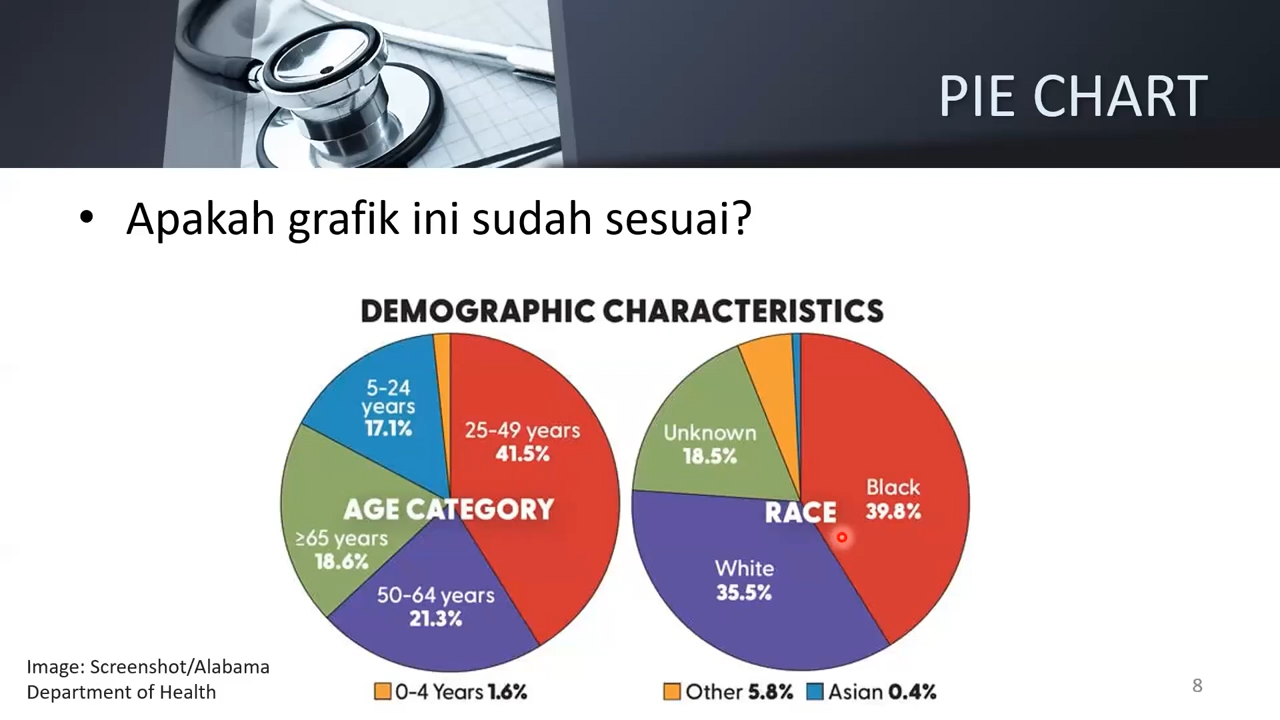 PIE CHART
• Apakah grafik ini sudah sesuai?
DEMOGRAPHIC CHARACTERISTICS
5-24
years
17.1%
25-49 years
41.5%
AGE CATEGORY
≥65 years
18.6%
50-64 years
21.3%
0-4 Years 1.6%
Unknown
18.5%
Black
39.8%
RACE
White
35.5%
Other 5.8% Asian 0.4%
Image: Screenshot/Alabama
Department of Health
8